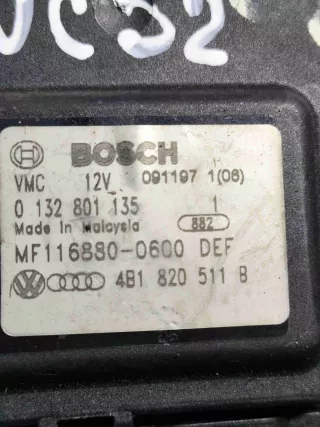 VC52
BOSCH
VMC 12V 091197 1(06)
0 132 801 135 1
Made in Malaysia 882
MF116880-0600 DEF
4B1 820 511 B